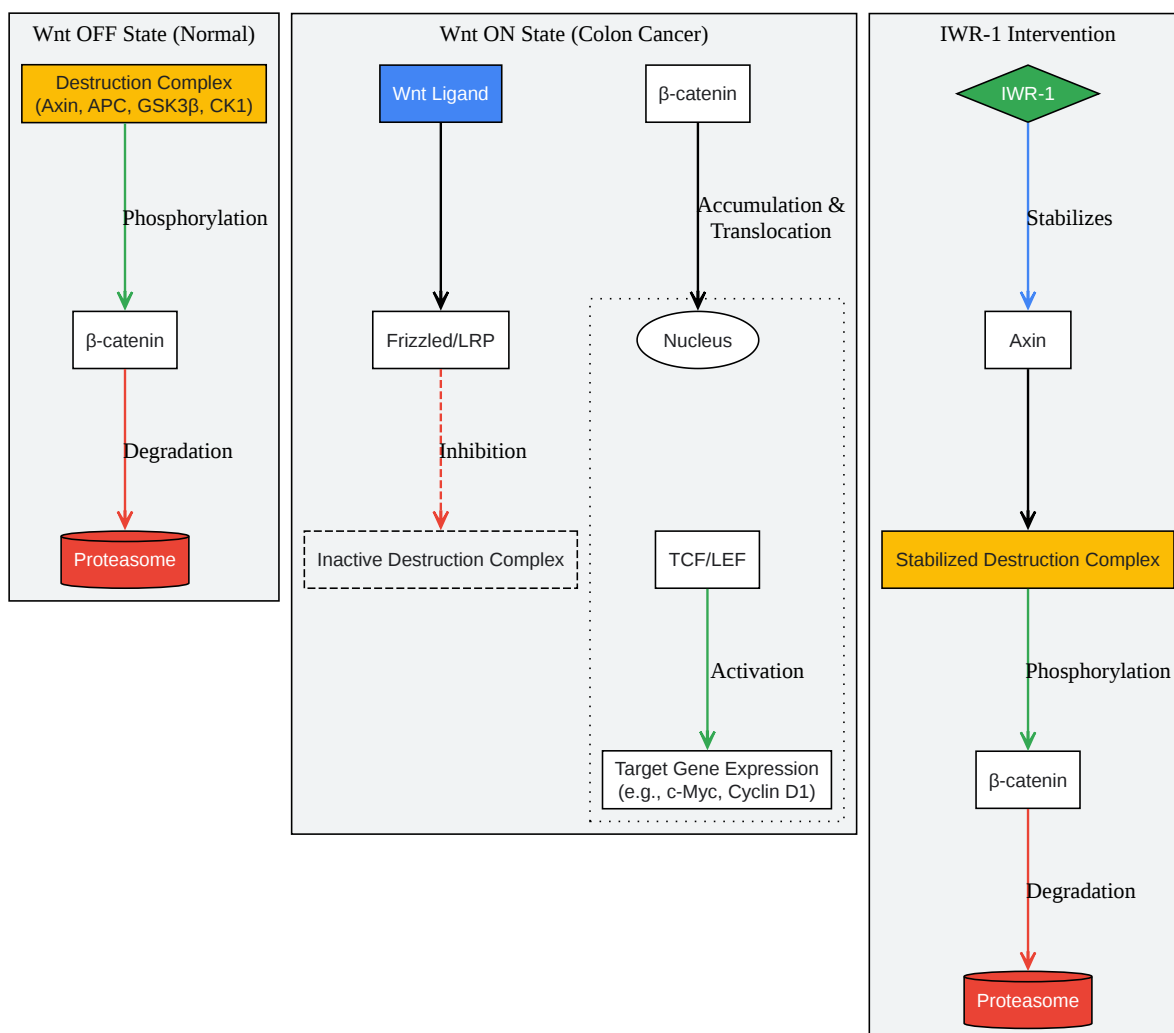 Wnt OFF State (Normal)
Destruction Complex
(Axin, APC, GSK3β, CK1)
Phosphorylation
β-catenin
Degradation
Proteasome
Wnt ON State (Colon Cancer)
Wnt Ligand
β-catenin
Accumulation &
Translocation
Frizzled/LRP
Nucleus
Inhibition
Inactive Destruction Complex
TCF/LEF
Activation
Target Gene Expression
(e.g., c-Myc, Cyclin D1)
IWR-1 Intervention
IWR-1
Stabilizes
Axin
Stabilized Destruction Complex
Phosphorylation
β-catenin
Degradation
Proteasome